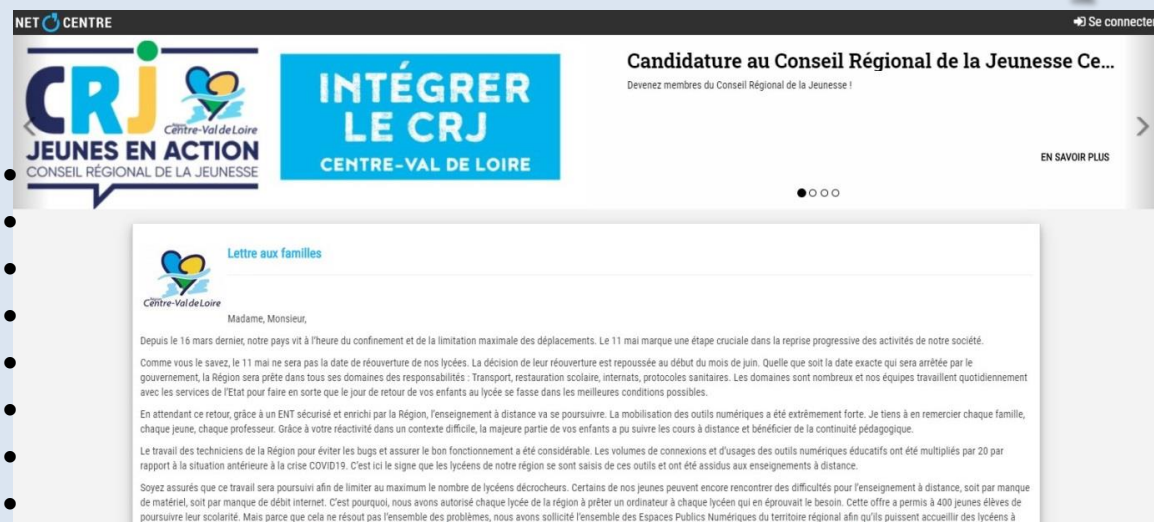 NET CENTRE
Se connecter
CRJ
Centre-Val de Loire
JEUNES EN ACTION
CONSEIL RÉGIONAL DE LA JEUNESSE
INTÉGRER
LE CRJ
CENTRE-VAL DE LOIRE
Candidature au Conseil Régional de la Jeunesse Ce...
Devenez membres du Conseil Régional de la Jeunesse !
EN SAVOIR PLUS
Lettre aux familles
Centre-Val de Loire
Madame, Monsieur,
Depuis le 16 mars dernier, notre pays vit à l'heure du confinement et de la limitation maximale des déplacements. Le 11 mai marque une étape cruciale dans la reprise progressive des activités de notre société.
Comme vous le savez, le 11 mai ne sera pas la date de réouverture de nos lycées. La décision de leur réouverture est repoussée au début du mois de juin. Quelle que soit la date exacte qui sera arrêtée par le
gouvernement, la Région sera prête dans tous ses domaines des responsabilités : Transport, restauration scolaire, internats, protocoles sanitaires. Les domaines sont nombreux et nos équipes travaillent quotidiennement
avec les services de l'Etat pour faire en sorte que le jour de retour de vos enfants au lycée se fasse dans les meilleures conditions possibles.
En attendant ce retour, grâce à un ENT sécurisé et enrichi par la Région, l'enseignement à distance va se poursuivre. La mobilisation des outils numériques a été extrêmement forte. Je tiens à en remercier chaque famille,
chaque jeune, chaque professeur. Grâce à votre réactivité dans un contexte difficile, la majeure partie de vos enfants a pu suivre les cours à distance et bénéficier de la continuité pédagogique.
Le travail des techniciens de la Région pour éviter les bugs et assurer le bon fonctionnement a été considérable. Les volumes de connexions et d'usages des outils numériques éducatifs ont été multipliés par 20 par
rapport à la situation antérieure à la crise COVID19. C'est ici le signe que les lycéens de notre région se sont saisis de ces outils et ont été assidus aux enseignements à distance.
Soyez assurés que ce travail sera poursuivi afin de limiter au maximum le nombre de lycéens décrocheurs. Certains de nos jeunes peuvent encore rencontrer des difficultés pour l'enseignement à distance, soit par manque
de matériel, soit par manque de débit internet. C'est pourquoi, nous avons autorisé chaque lycée de la région à prêter un ordinateur à chaque lycéen qui en éprouvait le besoin. Cette offre a permis à 400 jeunes élèves de
poursuivre leur scolarité. Mais parce que cela ne résout pas l'ensemble des problèmes, nous avons sollicité l'ensemble des Espaces Publics Numériques du territoire régional afin qu'ils puissent accueillir des lycéens à